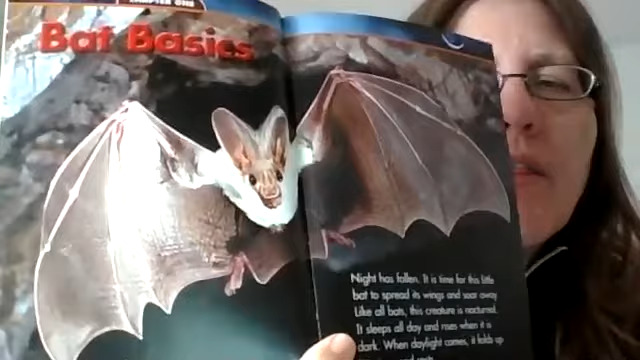 CHAPTER ONE
Bat Basics
Night has fallen. It is time for this little
bat to spread its wings and soar away.
Like all bats, this creature is nocturnal.
It sleeps all day and rises when it is
dark. When daylight comes, it folds up